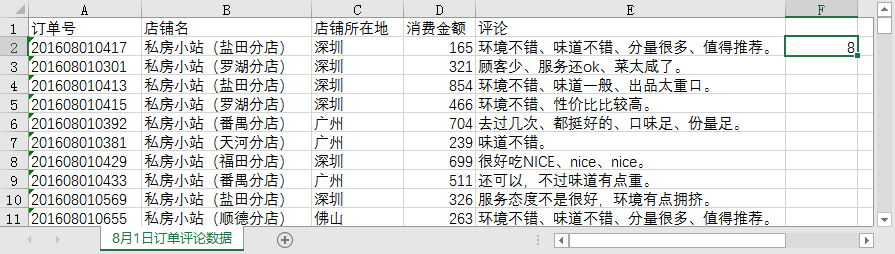 A B C D E F
1 订单号 店铺名 店铺所在地 消费金额 评论
2 201608010417 私房小站（盐田分店） 深圳 165 环境不错、味道不错、分量很多、值得推荐。 8
3 201608010301 私房小站（罗湖分店） 深圳 321 顾客少、服务还ok、菜太咸了。
4 201608010413 私房小站（盐田分店） 深圳 854 环境不错、味道一般、出品太重口。
5 201608010415 私房小站（罗湖分店） 深圳 466 环境不错、性价比比较高。
6 201608010392 私房小站（番禺分店） 广州 704 去过几次、都挺好的、口味足、份量足。
7 201608010381 私房小站（天河分店） 广州 239 味道不错。
8 201608010429 私房小站（福田分店） 深圳 699 很好吃NICE、nice、nice。
9 201608010433 私房小站（番禺分店） 广州 511 还可以，不过味道有点重。
10 201608010569 私房小站（盐田分店） 深圳 326 服务态度不是很好，环境有点拥挤。
11 201608010655 私房小站（顺德分店） 佛山 263 环境不错、味道不错、分量很多、值得推荐。
8月1日订单评论数据